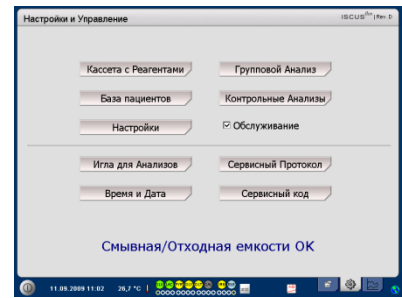 Настройки и Управление
ISCUSflex | Rev. D
Кассета с Реагентами
Групповой Анализ
База пациентов
Контрольные Анализы
Настройки
Обслуживание
Игла для Анализов
Сервисный Протокол
Время и Дата
Сервисный код
Смывная/Отходная емкости OK
11.09.2009 11:02
26,7 °C